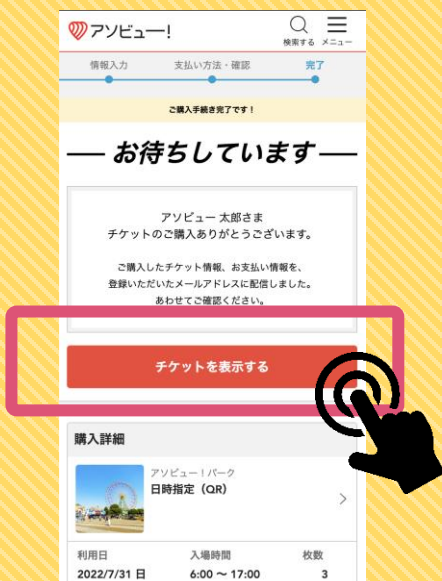 アソビュー!
検索する メニュー
情報入力 支払い方法・確認 完了
ご購入手続き完了です!
お待ちしています
アソビュー 太郎さま
チケットのご購入ありがとうございます。
ご購入したチケット情報、お支払い情報を、
登録いただいたメールアドレスに配信しました。
あわせてご確認ください。
チケットを表示する
購入詳細
アソビュー！パーク
日時指定（QR）
利用日 入場時間 枚数
2022/7/31 日 6:00 〜 17:00 3